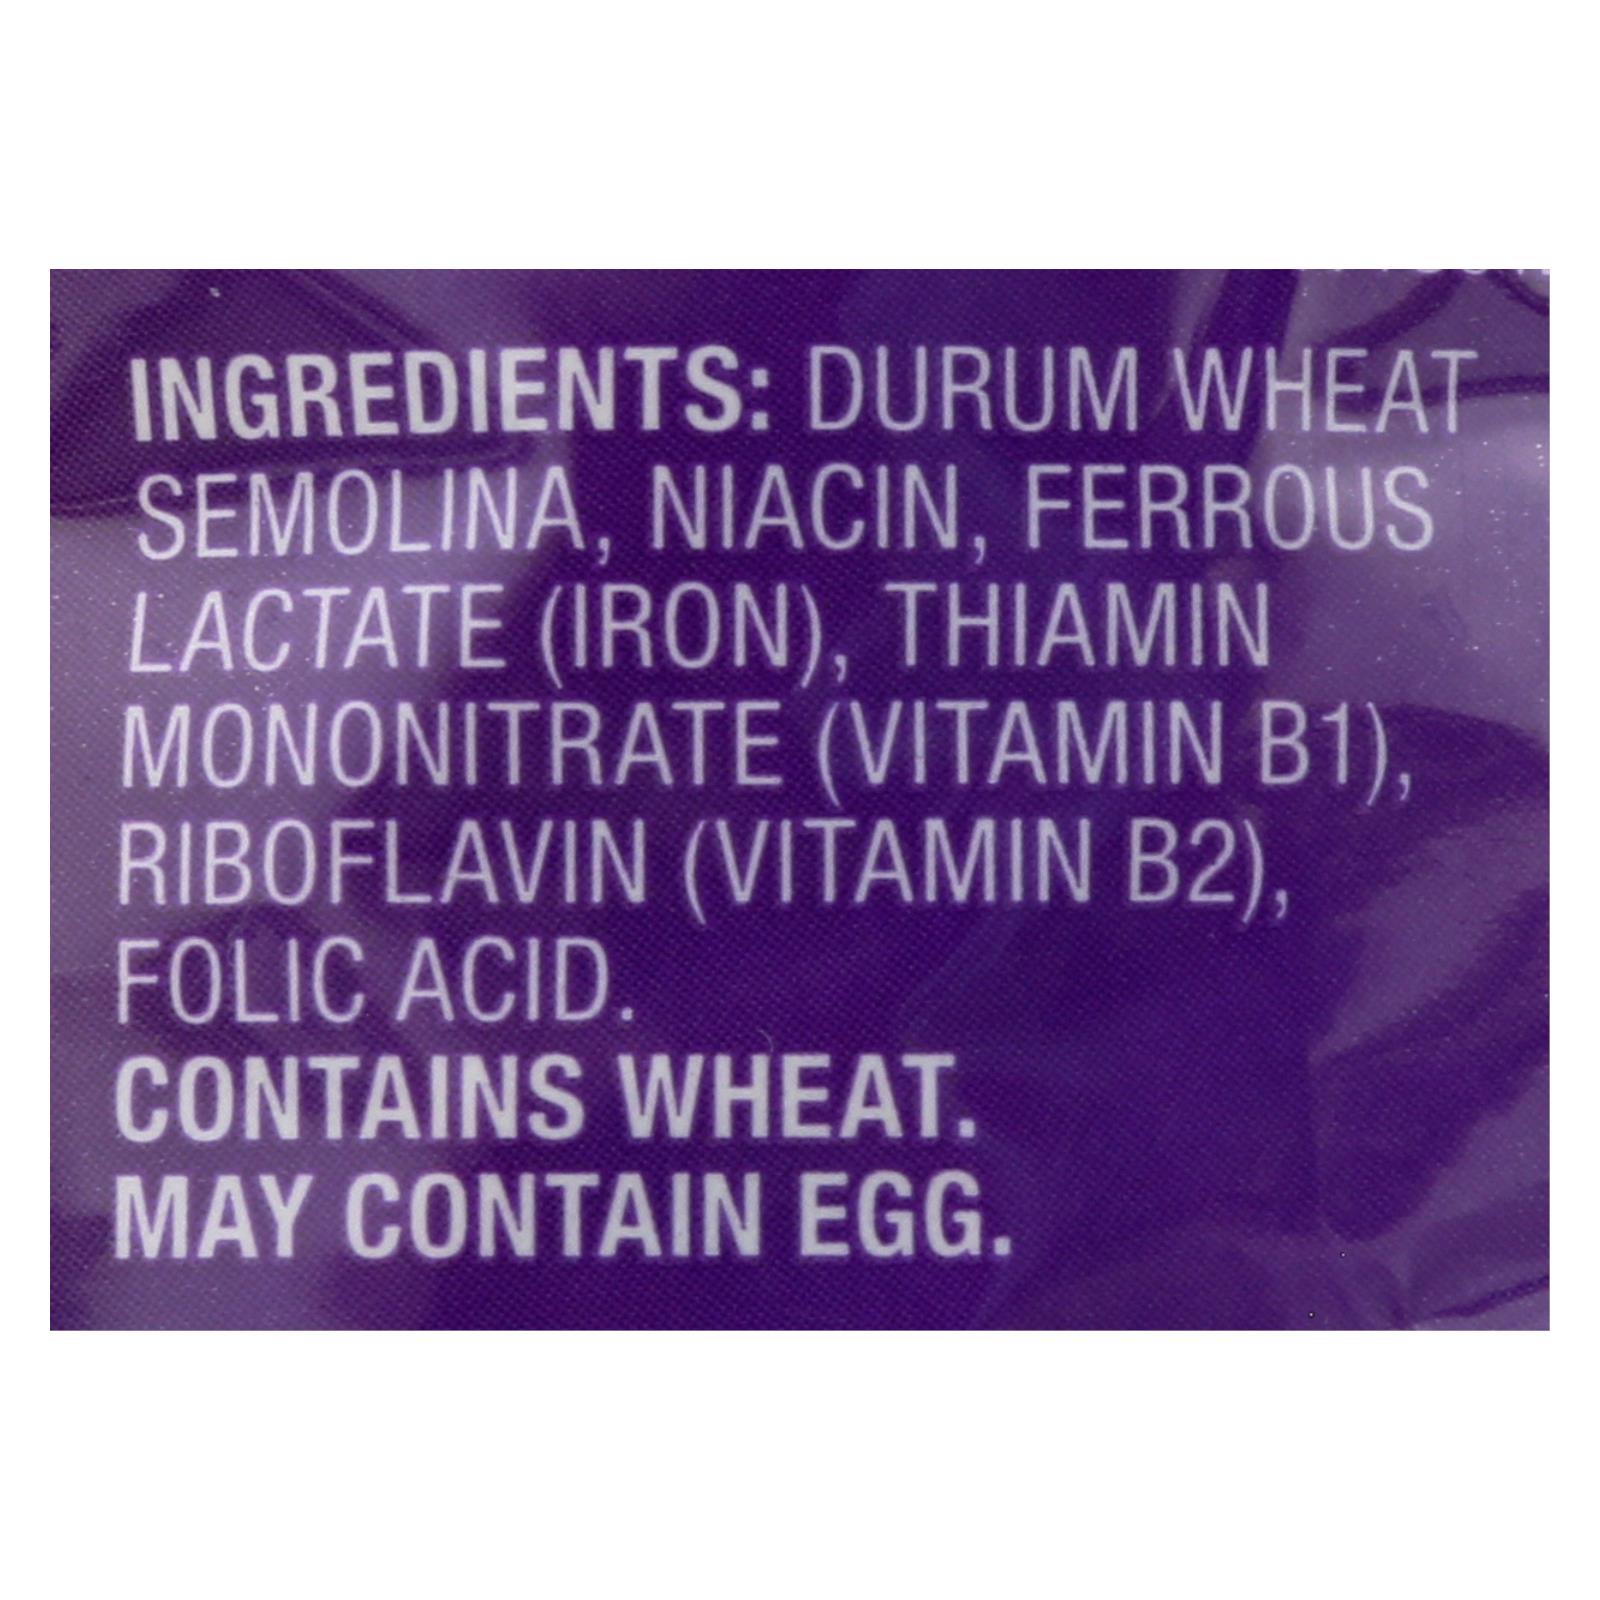 INGREDIENTS: DURUM WHEAT
SEMOLINA, NIACIN, FERROUS
LACTATE (IRON), THIAMIN
MONONITRATE (VITAMIN B1),
RIBOFLAVIN (VITAMIN B2),
FOLIC ACID.
CONTAINS WHEAT.
MAY CONTAIN EGG.